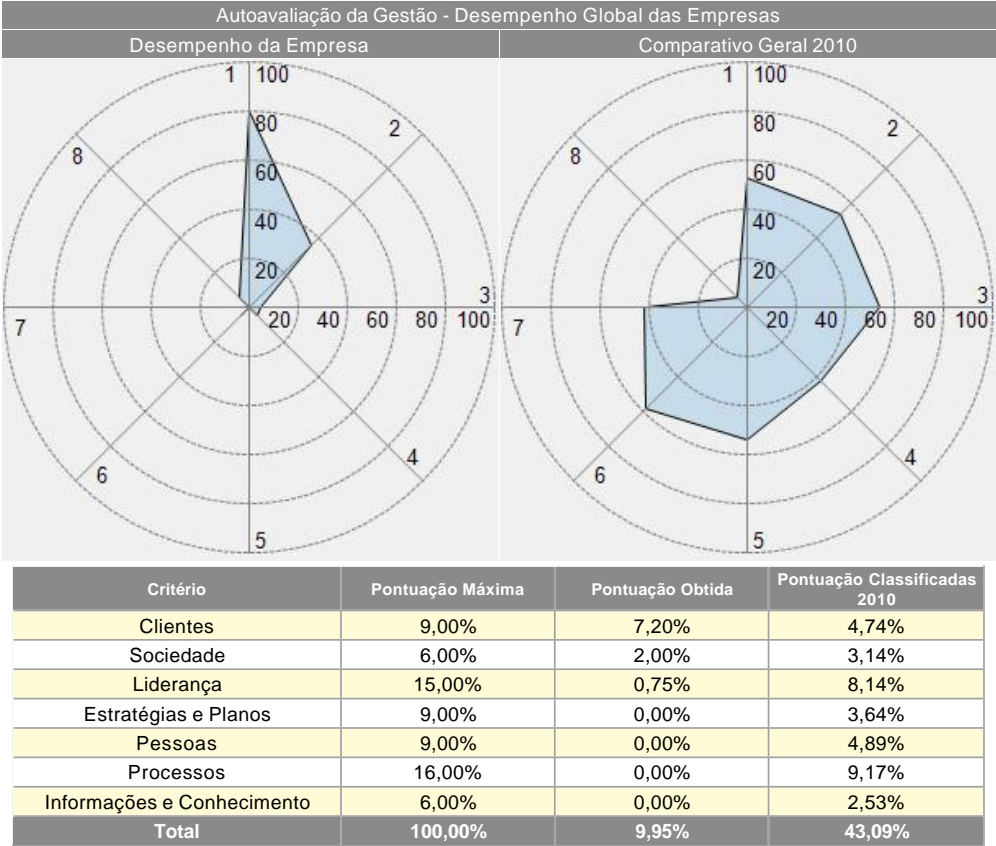 Autoavaliação da Gestão - Desempenho Global das Empresas
Desempenho da Empresa Comparativo Geral 2010
1 100
2
80
8
60
40
20
3
20 40 60 80 100
7
4
6
5
1 100
2
80
8
60
40
20
3
20 40 60 80 100
7
4
6
5
Critério Pontuação Máxima Pontuação Obtida Pontuação Classificadas
2010
Clientes 9,00% 7,20% 4,74%
Sociedade 6,00% 2,00% 3,14%
Liderança 15,00% 0,75% 8,14%
Estratégias e Planos 9,00% 0,00% 3,64%
Pessoas 9,00% 0,00% 4,89%
Processos 16,00% 0,00% 9,17%
Informações e Conhecimento 6,00% 0,00% 2,53%
Total 100,00% 9,95% 43,09%